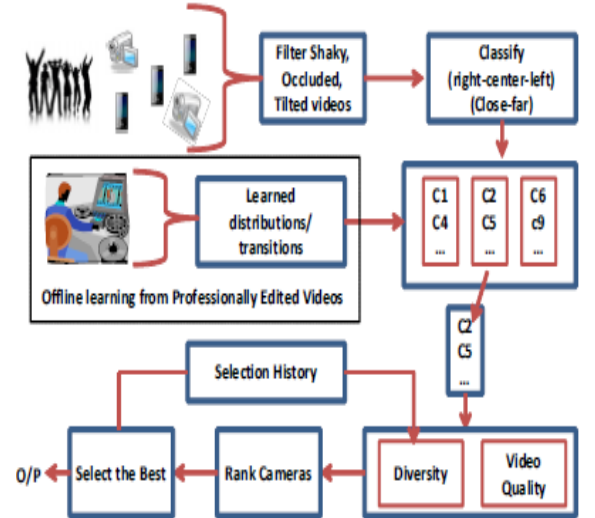 Filter Shaky,
Occluded,
Tilted videos
Classify
(right-center-left)
(Close-far)
Learned
distributions/
transitions
Offline learning from Professionally Edited Videos
C1
C4
...
C2
C5
...
C6
c9
...
C2
C5
...
Selection History
O/P
Select the Best
Rank Cameras
Diversity
Video
Quality